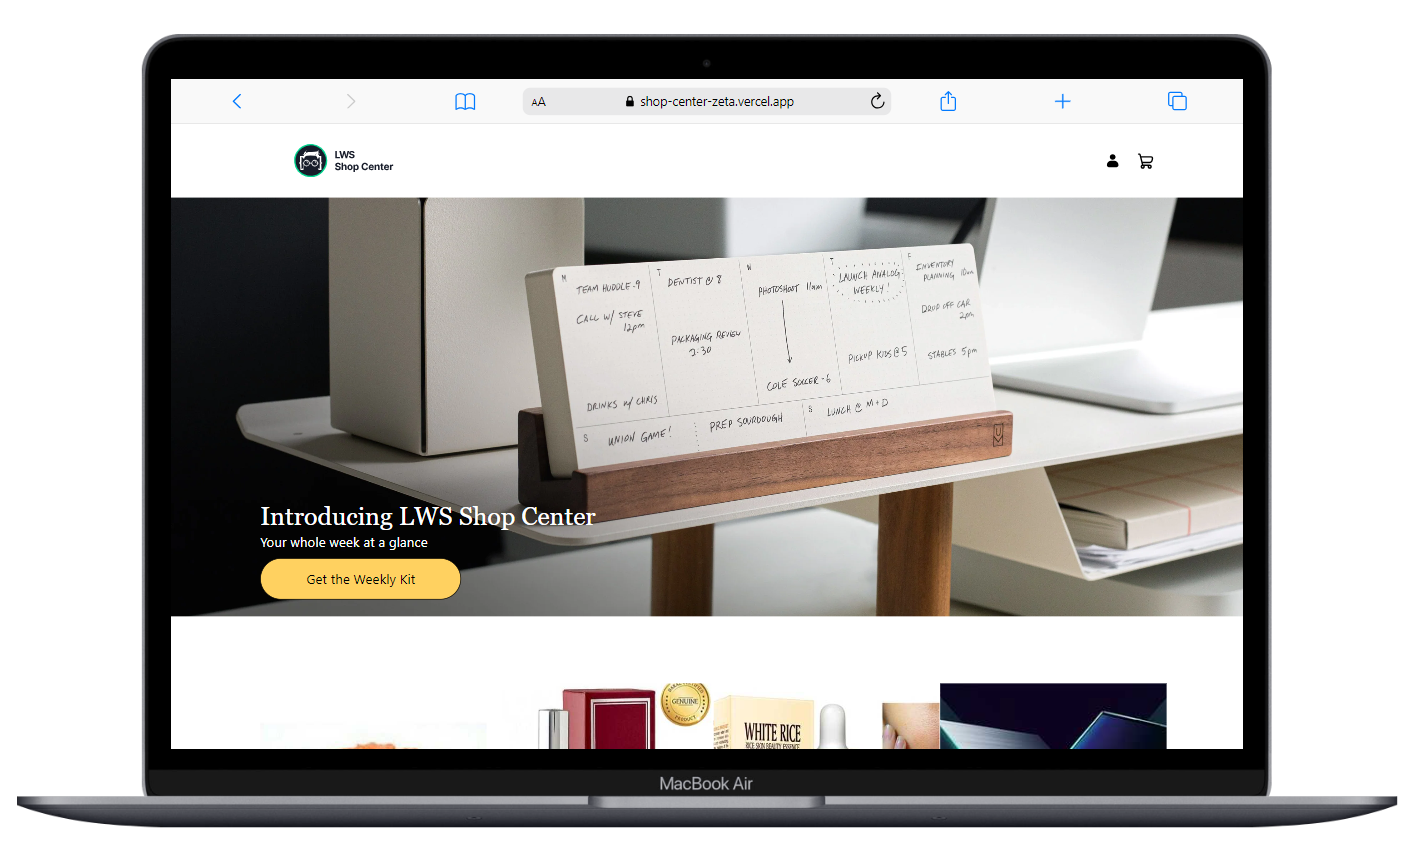 AA shop-center-zeta.vercel.app
LWS
Shop Center
M
TEAM HUDDLE-9
CALL W/ STEVE
12pm
DRINKS w/ CHRIS
T
DENTIST @ 8
PACKAGING REVIEW
2:30
W
PHOTOSHOOT 11am
COLE SOCCER-6
T
LAUNCH ANALOG
WEEKLY!
PICKUP KIDS @ 5
F
INVENTORY
PLANNING 10am
DROP OFF CAR
2pm
STABLES 5pm
S
UNION GAME!
PREP SOURDOUGH
S
LUNCH @ M+D
Introducing LWS Shop Center
Your whole week at a glance
Get the Weekly Kit
GENUINE
PRODUCT
WHITE RICE
RICE SKIN BEAUTY ESSENCE
MacBook Air